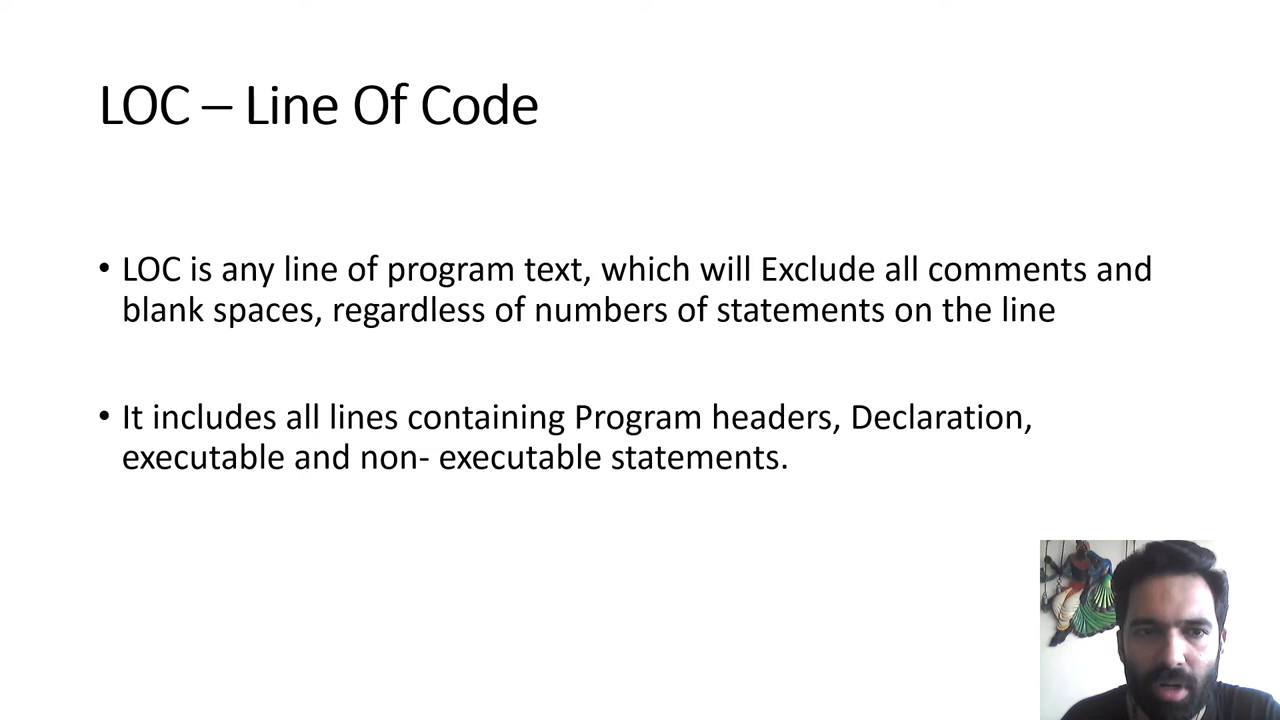 LOC – Line Of Code
• LOC is any line of program text, which will Exclude all comments and
blank spaces, regardless of numbers of statements on the line
• It includes all lines containing Program headers, Declaration,
executable and non- executable statements.